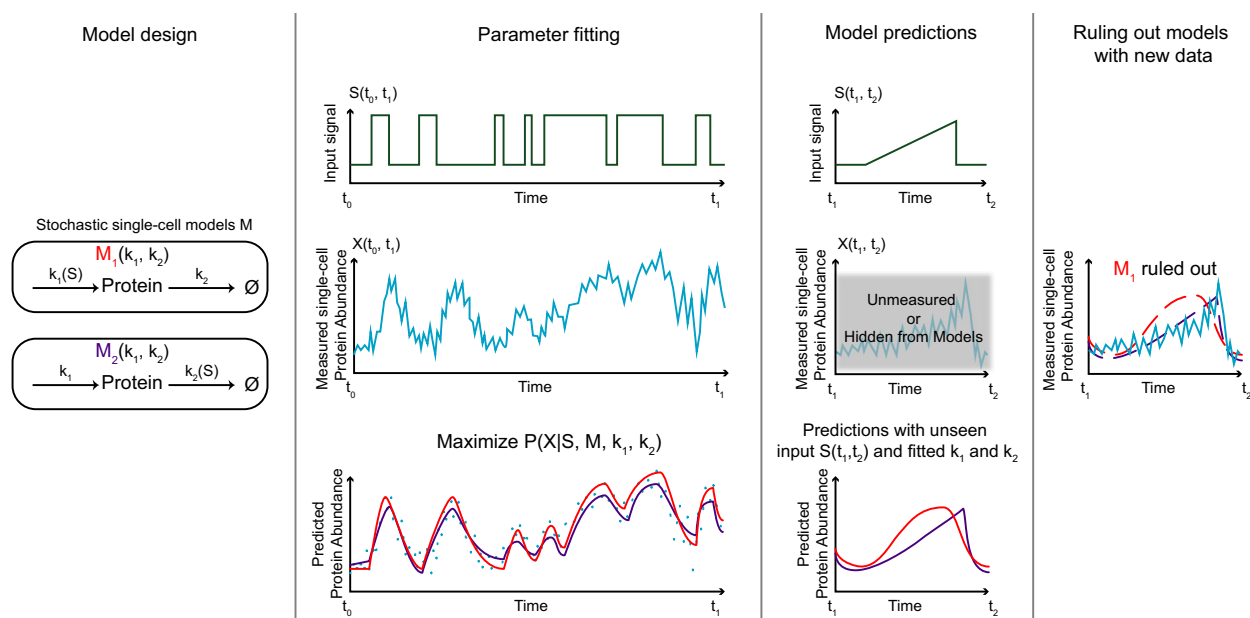 Model design
Stochastic single-cell models M
M₁(k₁, k₂)
k₁(S)
Protein
k₂
Ø
M₂(k₁, k₂)
k₁
Protein
k₂(S)
Ø
Parameter fitting
S(t₀, t₁)
Input signal
t₀
Time
t₁
X(t₀, t₁)
Measured single-cell
Protein Abundance
t₀
Time
t₁
Maximize P(X|S, M, k₁, k₂)
Predicted
Protein Abundance
t₀
Time
t₁
Model predictions
S(t₁, t₂)
Input signal
t₁
Time
t₂
X(t₁, t₂)
Measured single-cell
Protein Abundance
Unmeasured
or
Hidden from Models
t₁
Time
t₂
Predictions with unseen
input S(t₁,t₂) and fitted k₁ and k₂
Predicted
Protein Abundance
t₁
Time
t₂
Ruling out models
with new data
M₁ ruled out
Measured single-cell
Protein Abundance
t₁
Time
t₂